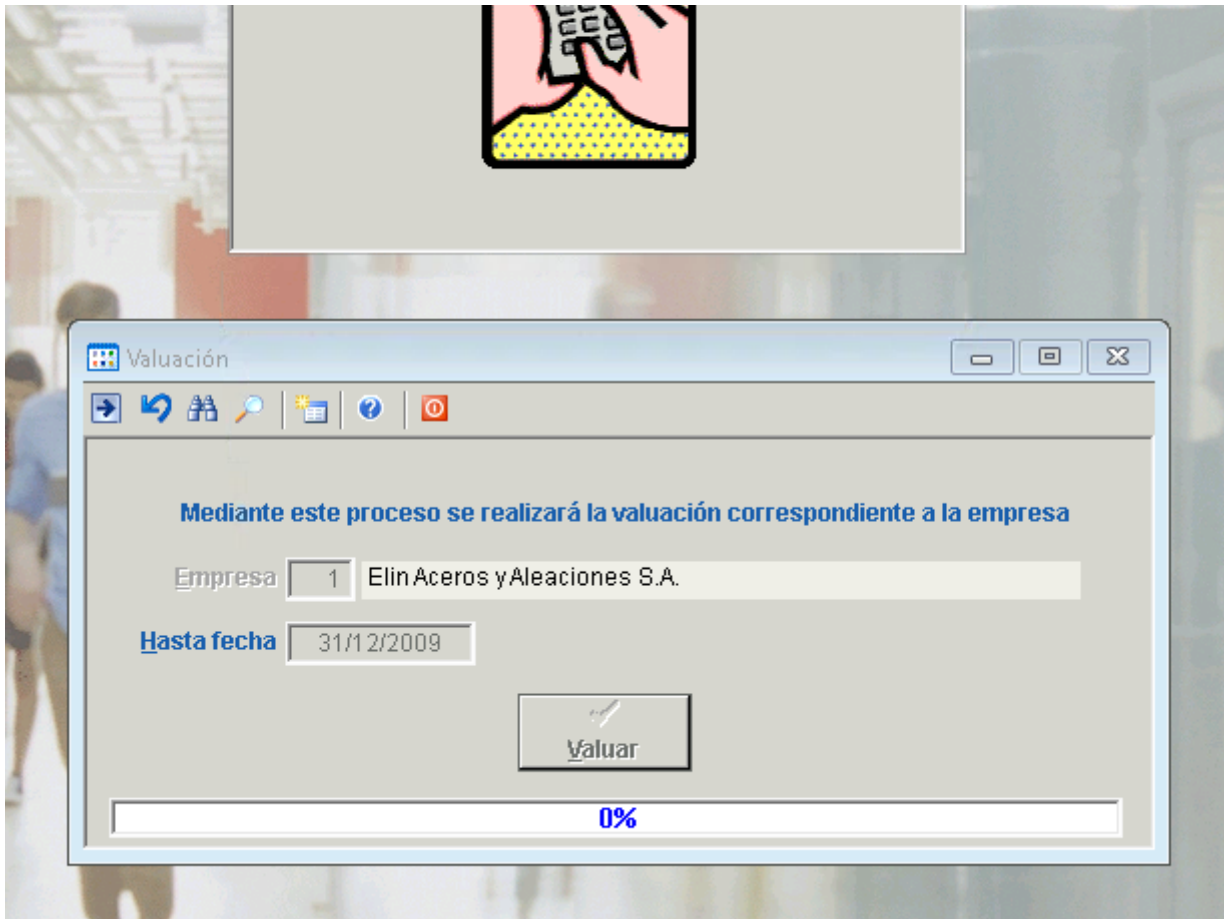 Valuación
Mediante este proceso se realizará la valuación correspondiente a la empresa
Empresa 1 Elin Aceros y Aleaciones S.A.
Hasta fecha 31/12/2009
Valuar
0%